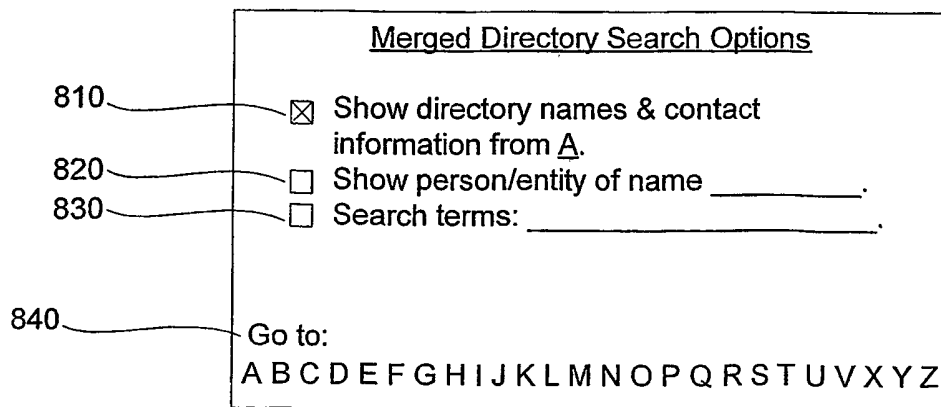 Merged Directory Search Options
810
Show directory names & contact
information from A.
820
Show person/entity of name ________.
830
Search terms: ____________________.
840
Go to:
A B C D E F G H I J K L M N O P Q R S T U V X Y Z